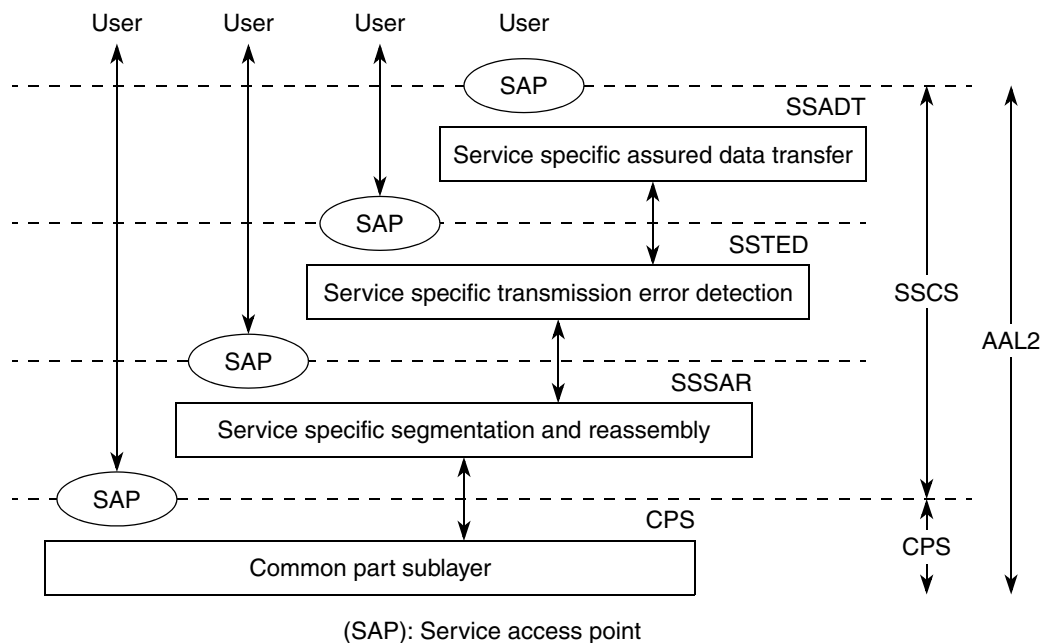 User User User User
SAP
SSADT
Service specific assured data transfer
SAP
SSTED
Service specific transmission error detection
SSCS
AAL2
SAP
SSSAR
Service specific segmentation and reassembly
SAP
CPS
CPS
Common part sublayer
(SAP): Service access point